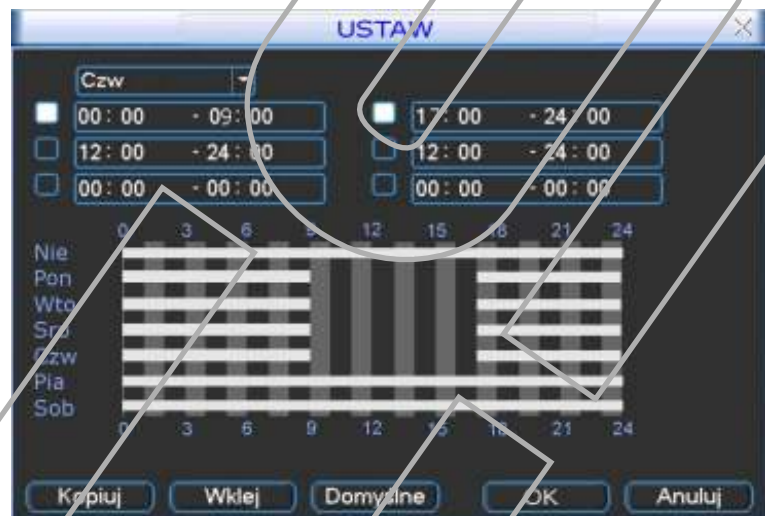 USTAW
Czw
00:00 - 09:00 17:00 - 24:00
12:00 - 24:00 12:00 - 24:00
00:00 - 00:00 00:00 - 00:00
0 3 6 9 12 15 18 21 24
Nie
Pon
Wto
Sro
Czw
Pia
Sob
0 3 6 9 12 15 18 21 24
Kopiuj Wklej Domyślne OK Anuluj